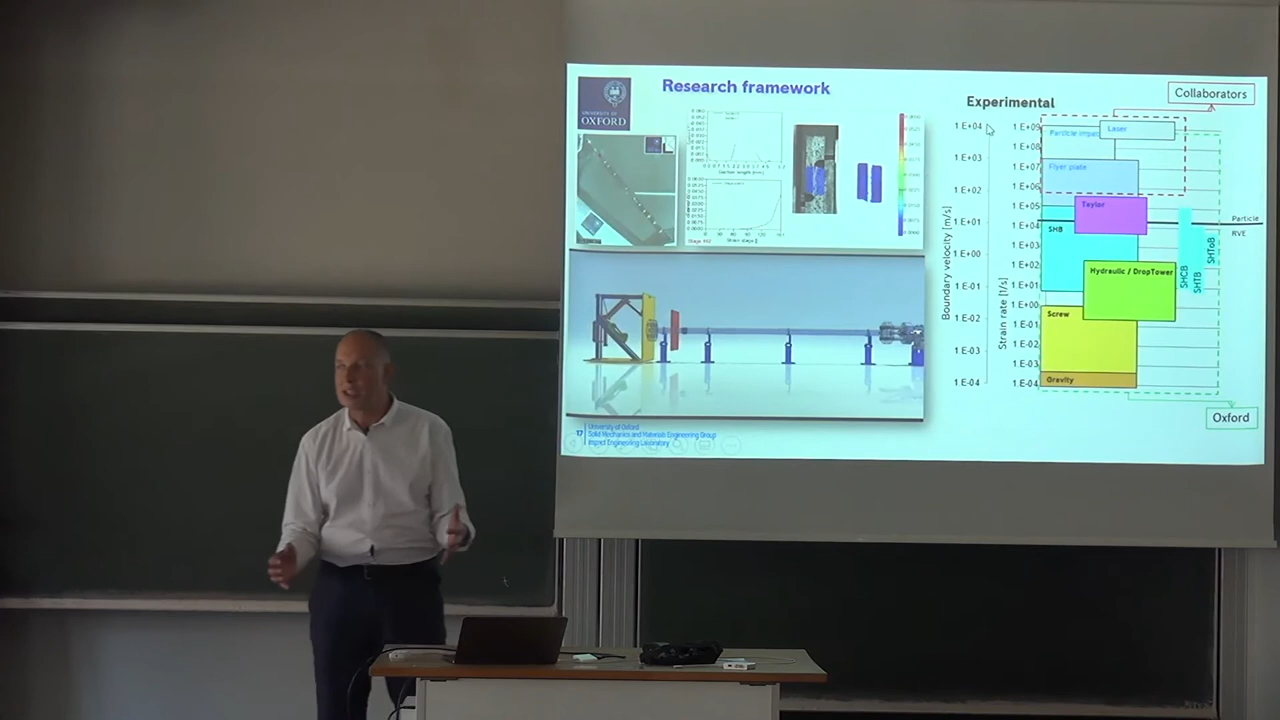 Research framework
UNIVERSITY OF
OXFORD
Experimental
Collaborators
1 E+04
1 E+03
1 E+02
1 E+01
1 E+00
1 E-01
1 E-02
1 E-03
1 E-04
Boundary velocity [m/s]
1 E+09
1 E+08
1 E+07
1 E+06
1 E+05
1 E+04
1 E+03
1 E+02
1 E+01
1 E+00
1 E-01
1 E-02
1 E-03
1 E-04
Strain rate [1/s]
Particle impact
Laser
Flyer plate
Taylor
SHB
Hydraulic / DropTower
Screw
Gravity
SHCB
SHTB
SHToB
Particle
RVE
Oxford
17
University of Oxford
Solid Mechanics and Materials Engineering Group
Impact Engineering Laboratory